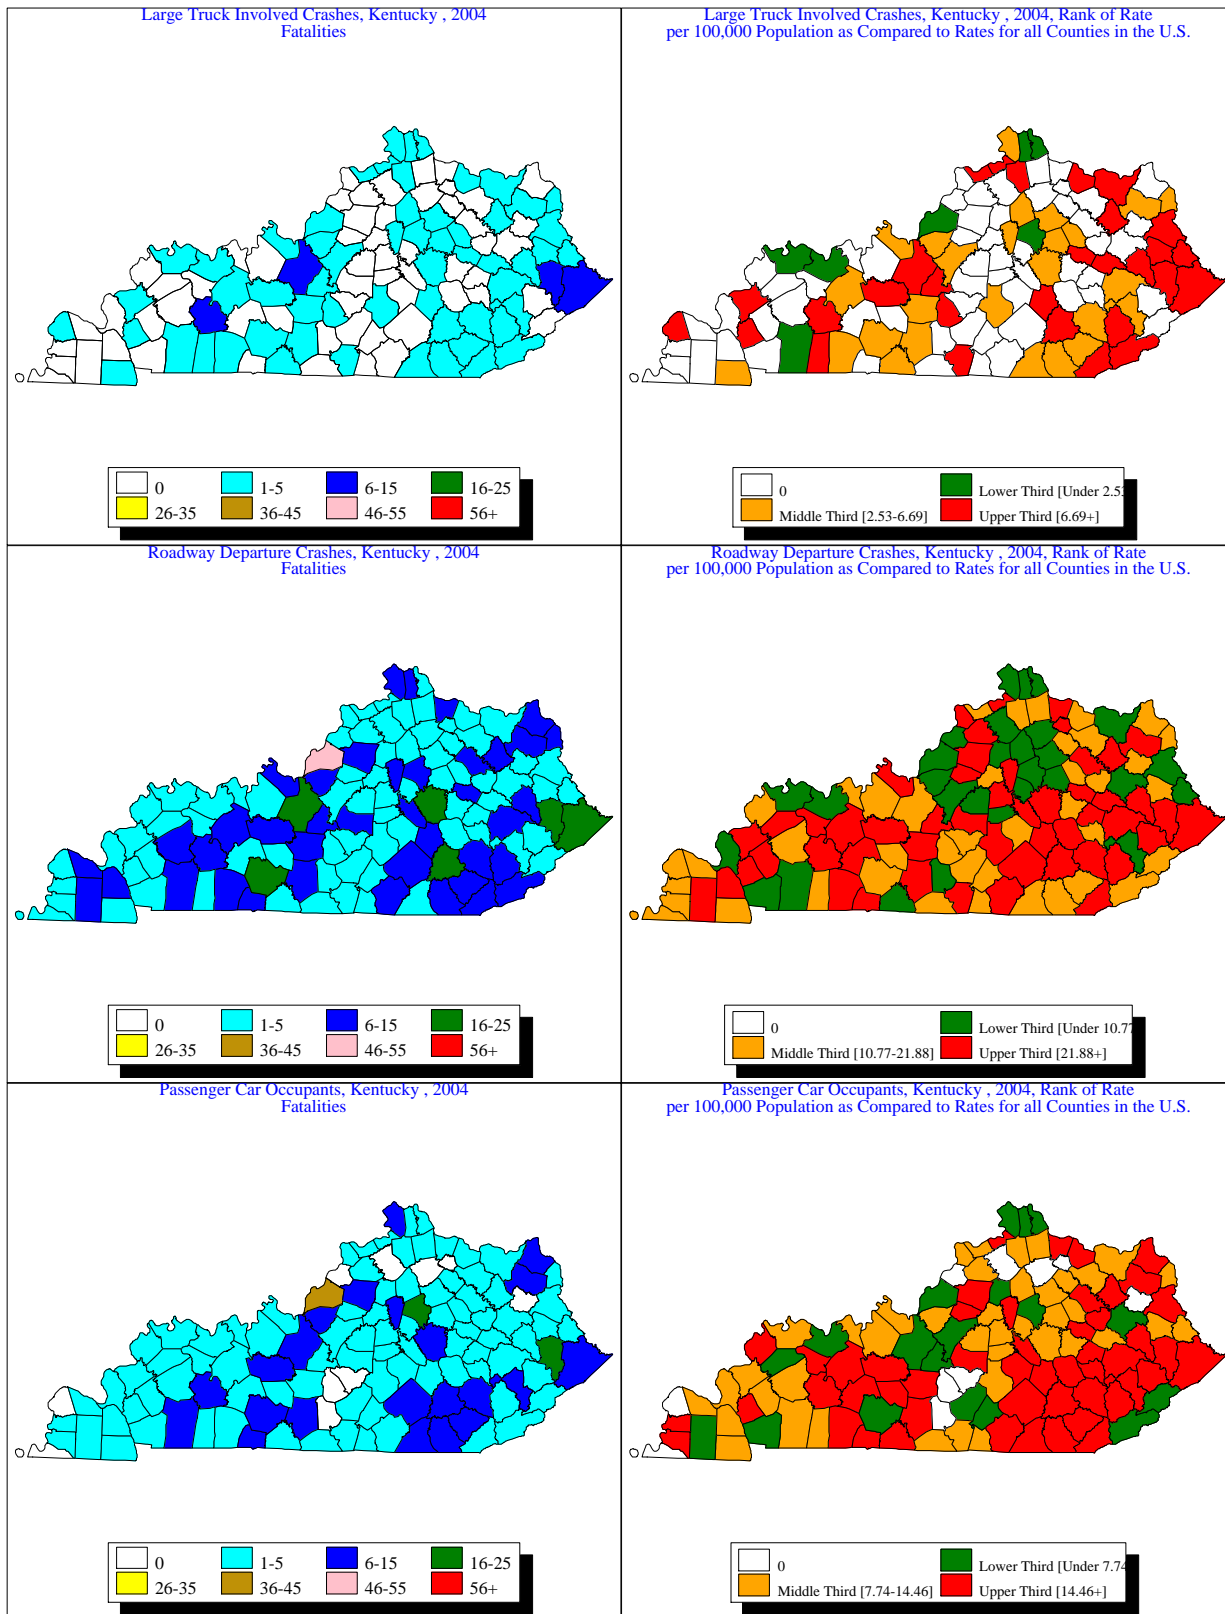 Large Truck Involved Crashes, Kentucky , 2004
Fatalities
0
1-5
6-15
16-25
26-35
36-45
46-55
56+
Large Truck Involved Crashes, Kentucky , 2004, Rank of Rate
per 100,000 Population as Compared to Rates for all Counties in the U.S.
0
Lower Third [Under 2.53
Middle Third [2.53-6.69]
Upper Third [6.69+]
Roadway Departure Crashes, Kentucky , 2004
Fatalities
0
1-5
6-15
16-25
26-35
36-45
46-55
56+
Roadway Departure Crashes, Kentucky , 2004, Rank of Rate
per 100,000 Population as Compared to Rates for all Counties in the U.S.
0
Lower Third [Under 10.77
Middle Third [10.77-21.88]
Upper Third [21.88+]
Passenger Car Occupants, Kentucky , 2004
Fatalities
0
1-5
6-15
16-25
26-35
36-45
46-55
56+
Passenger Car Occupants, Kentucky , 2004, Rank of Rate
per 100,000 Population as Compared to Rates for all Counties in the U.S.
0
Lower Third [Under 7.74
Middle Third [7.74-14.46]
Upper Third [14.46+]